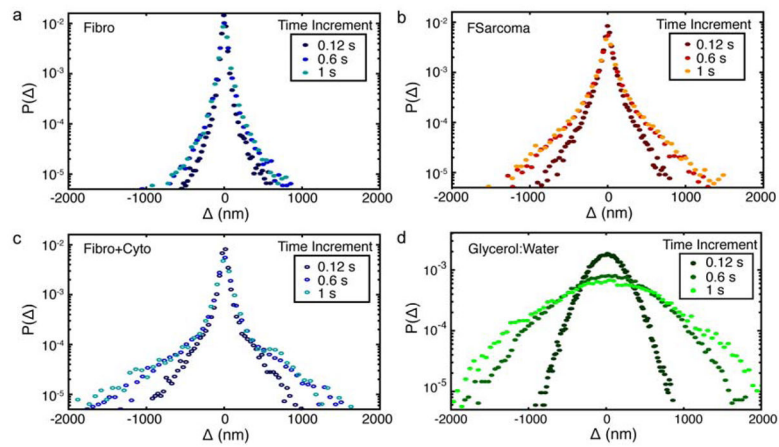 a
Fibro
Time Increment
0.12 s
0.6 s
1 s
P(Δ)
10⁻²
10⁻³
10⁻⁴
10⁻⁵
-2000 -1000 0 1000 2000
Δ (nm)
b
FSarcoma
Time Increment
0.12 s
0.6 s
1 s
P(Δ)
10⁻²
10⁻³
10⁻⁴
10⁻⁵
-2000 -1000 0 1000 2000
Δ (nm)
c
Fibro+Cyto
Time Increment
0.12 s
0.6 s
1 s
P(Δ)
10⁻²
10⁻³
10⁻⁴
10⁻⁵
-2000 -1000 0 1000 2000
Δ (nm)
d
Glycerol:Water
Time Increment
0.12 s
0.6 s
1 s
P(Δ)
10⁻³
10⁻⁴
10⁻⁵
-2000 -1000 0 1000 2000
Δ (nm)